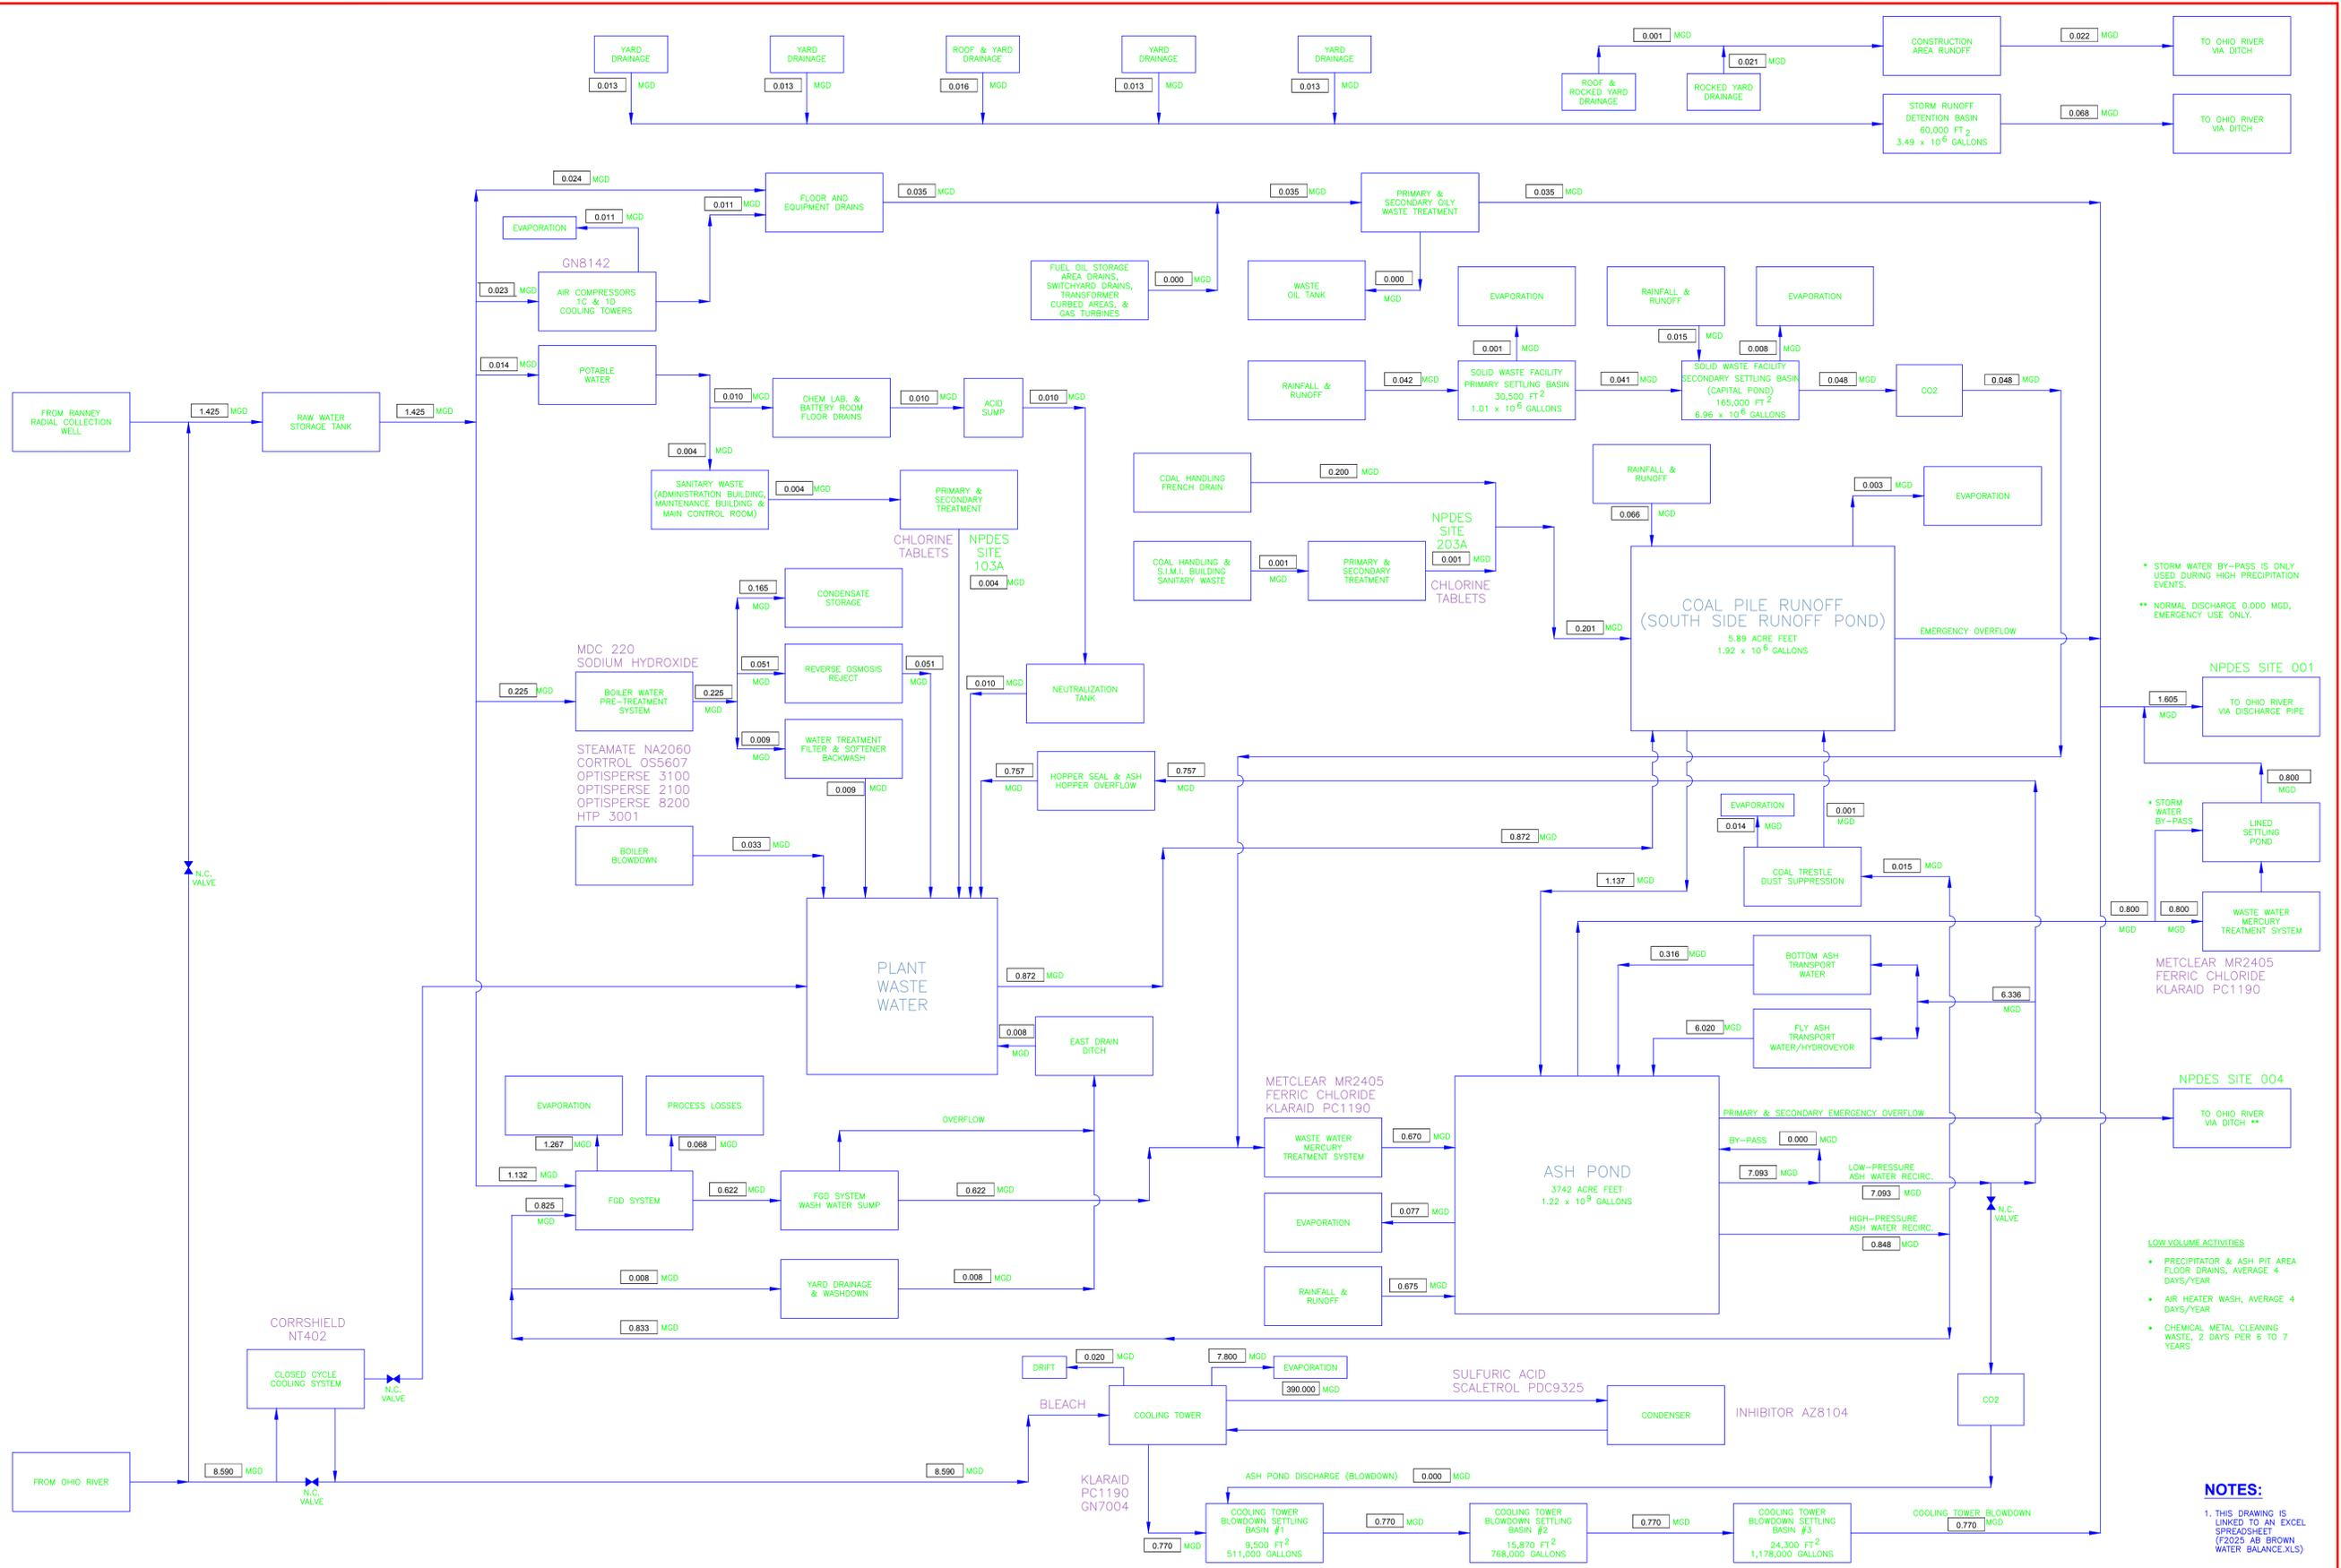 YARD
DRAINAGE
0.013 MGD
YARD
DRAINAGE
0.013 MGD
ROOF & YARD
DRAINAGE
0.016 MGD
YARD
DRAINAGE
0.013 MGD
YARD
DRAINAGE
0.013 MGD
0.001 MGD
ROOF &
ROCKED YARD
DRAINAGE
0.021 MGD
ROCKED YARD
DRAINAGE
CONSTRUCTION
AREA RUNOFF
0.022 MGD
TO OHIO RIVER
VIA DITCH
STORM RUNOFF
DETENTION BASIN
60,000 FT 2
3.49 x 10 6 GALLONS
0.068 MGD
TO OHIO RIVER
VIA DITCH
0.024 MGD
0.011 MGD
EVAPORATION
0.011 MGD
FLOOR AND
EQUIPMENT DRAINS
0.035 MGD
0.035 MGD
PRIMARY &
SECONDARY OILY
WASTE TREATMENT
0.035 MGD
GN8142
0.023 MGD
AIR COMPRESSORS
1C & 1D
COOLING TOWERS
FUEL OIL STORAGE
AREA DRAINS,
SWITCHYARD DRAINS,
TRANSFORMER
CURBED AREAS, &
GAS TURBINES
0.000 MGD
WASTE
OIL TANK
0.000
MGD
EVAPORATION
RAINFALL &
RUNOFF
EVAPORATION
0.001 MGD
0.015 MGD
0.008 MGD
0.014 MGD
POTABLE
WATER
RAINFALL &
RUNOFF
0.042 MGD
SOLID WASTE FACILITY
PRIMARY SETTLING BASIN
30,500 FT 2
1.01 x 10 6 GALLONS
0.041 MGD
SOLID WASTE FACILITY
SECONDARY SETTLING BASIN
(CAPITAL POND)
165,000 FT 2
6.96 x 10 6 GALLONS
0.048 MGD
CO2
0.048 MGD
FROM RANNEY
RADIAL COLLECTION
WELL
1.425 MGD
RAW WATER
STORAGE TANK
1.425 MGD
0.010 MGD
CHEM LAB. &
BATTERY ROOM
FLOOR DRAINS
0.010 MGD
ACID
SUMP
0.010 MGD
0.004 MGD
SANITARY WASTE
(ADMINISTRATION BUILDING,
MAINTENANCE BUILDING &
MAIN CONTROL ROOM)
0.004 MGD
PRIMARY &
SECONDARY
TREATMENT
CHLORINE
TABLETS
NPDES
SITE
103A
0.004 MGD
COAL HANDLING
FRENCH DRAIN
0.200 MGD
COAL HANDLING &
S.I.M.I. BUILDING
SANITARY WASTE
0.001
MGD
PRIMARY &
SECONDARY
TREATMENT
NPDES
SITE
203A
0.001 MGD
CHLORINE
TABLETS
RAINFALL &
RUNOFF
0.066 MGD
0.003 MGD
EVAPORATION
0.201 MGD
COAL PILE RUNOFF
(SOUTH SIDE RUNOFF POND)
5.89 ACRE FEET
1.92 x 10 6 GALLONS
EMERGENCY OVERFLOW
* STORM WATER BY-PASS IS ONLY
USED DURING HIGH PRECIPITATION
EVENTS.
** NORMAL DISCHARGE 0.000 MGD,
EMERGENCY USE ONLY.
NPDES SITE 001
1.605
MGD
TO OHIO RIVER
VIA DISCHARGE PIPE
0.165
MGD
CONDENSATE
STORAGE
MDC 220
SODIUM HYDROXIDE
0.225 MGD
BOILER WATER
PRE-TREATMENT
SYSTEM
0.225
MGD
0.051
MGD
REVERSE OSMOSIS
REJECT
0.051
MGD
0.009
MGD
WATER TREATMENT
FILTER & SOFTENER
BACKWASH
0.009 MGD
0.010 MGD
NEUTRALIZATION
TANK
STEAMATE NA2060
CORTROL OS5607
OPTISPERSE 3100
OPTISPERSE 2100
OPTISPERSE 8200
HTP 3001
BOILER
BLOWDOWN
0.033 MGD
0.757
MGD
HOPPER SEAL & ASH
HOPPER OVERFLOW
0.757
MGD
0.872 MGD
1.137 MGD
EVAPORATION
0.014 MGD
0.001
MGD
COAL TRESTLE
DUST SUPPRESSION
0.015 MGD
0.800
MGD
* STORM
WATER
BY-PASS
LINED
SETTLING
POND
0.800
MGD
0.800
MGD
WASTE WATER
MERCURY
TREATMENT SYSTEM
METCLEAR MR2405
FERRIC CHLORIDE
KLARAID PC1190
N.C.
VALVE
PLANT
WASTE
WATER
0.872 MGD
0.008
MGD
EAST DRAIN
DITCH
0.316 MGD
BOTTOM ASH
TRANSPORT
WATER
6.336
MGD
6.020 MGD
FLY ASH
TRANSPORT
WATER/HYDROVEYOR
EVAPORATION
PROCESS LOSSES
1.267 MGD
0.068 MGD
OVERFLOW
METCLEAR MR2405
FERRIC CHLORIDE
KLARAID PC1190
WASTE WATER
MERCURY
TREATMENT SYSTEM
0.670 MGD
PRIMARY & SECONDARY EMERGENCY OVERFLOW
NPDES SITE 004
TO OHIO RIVER
VIA DITCH **
BY-PASS 0.000 MGD
ASH POND
3742 ACRE FEET
1.22 x 10 9 GALLONS
7.093 MGD
LOW-PRESSURE
ASH WATER RECIRC.
7.093 MGD
N.C.
VALVE
HIGH-PRESSURE
ASH WATER RECIRC.
0.848 MGD
1.132 MGD
0.825
MGD
FGD SYSTEM
0.622 MGD
FGD SYSTEM
WASH WATER SUMP
0.622 MGD
EVAPORATION
0.077 MGD
0.008 MGD
YARD DRAINAGE
& WASHDOWN
0.008 MGD
RAINFALL &
RUNOFF
0.675 MGD
0.833 MGD
LOW VOLUME ACTIVITIES
* PRECIPITATOR & ASH PIT AREA
FLOOR DRAINS, AVERAGE 4
DAYS/YEAR
* AIR HEATER WASH, AVERAGE 4
DAYS/YEAR
* CHEMICAL METAL CLEANING
WASTE, 2 DAYS PER 6 TO 7
YEARS
CORRSHIELD
NT402
CLOSED CYCLE
COOLING SYSTEM
N.C.
VALVE
DRIFT
0.020 MGD
7.800 MGD
EVAPORATION
390.000 MGD
BLEACH
COOLING TOWER
SULFURIC ACID
SCALETROL PDC9325
CONDENSER
INHIBITOR AZ8104
CO2
FROM OHIO RIVER
8.590 MGD
N.C.
VALVE
8.590 MGD
KLARAID
PC1190
GN7004
0.770
MGD
ASH POND DISCHARGE (BLOWDOWN) 0.000 MGD
COOLING TOWER
BLOWDOWN SETTLING
BASIN #1
9,500 FT 2
511,000 GALLONS
0.770 MGD
COOLING TOWER
BLOWDOWN SETTLING
BASIN #2
15,870 FT 2
768,000 GALLONS
0.770 MGD
COOLING TOWER
BLOWDOWN SETTLING
BASIN #3
24,300 FT 2
1,178,000 GALLONS
COOLING TOWER BLOWDOWN
0.770 MGD
NOTES:
1. THIS DRAWING IS
LINKED TO AN EXCEL
SPREADSHEET
(F2025 AB BROWN
WATER BALANCE.XLS)